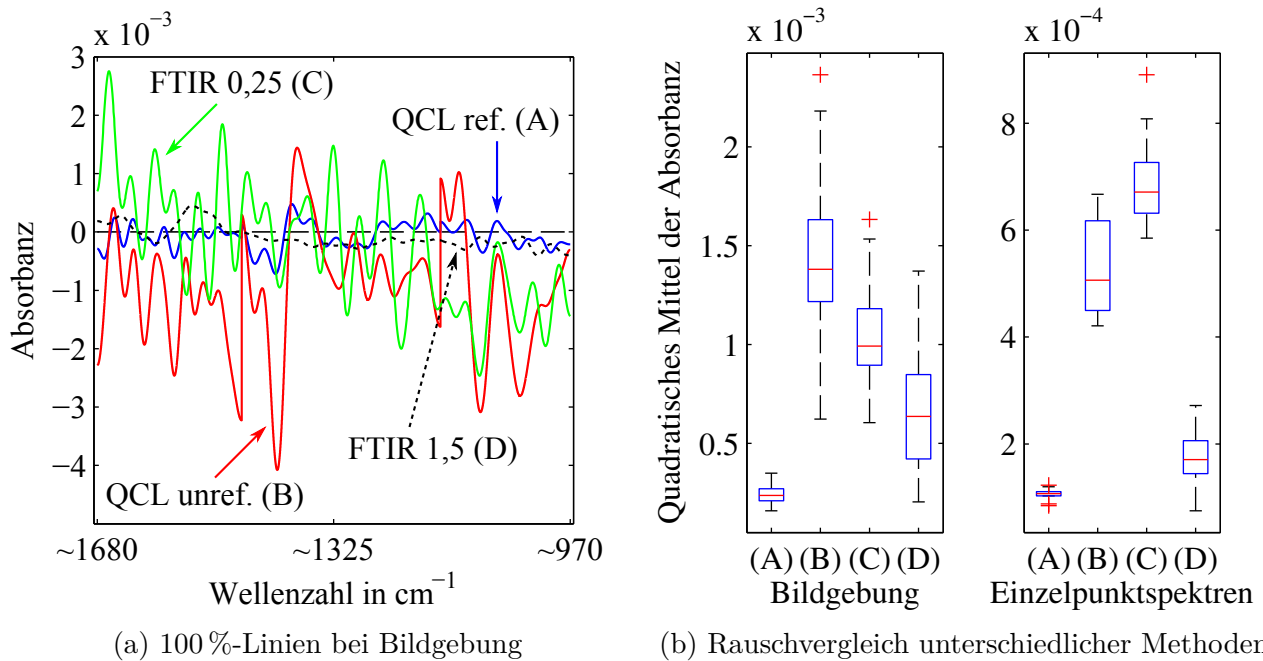 x 10⁻³
3
2
1
0
−1
−2
−3
−4
Absorbanz
FTIR 0,25 (C)
QCL ref. (A)
FTIR 1,5 (D)
QCL unref. (B)
~1680
~1325
~970
Wellenzahl in cm⁻¹
(a) 100 %-Linien bei Bildgebung
x 10⁻³
2
1.5
1
0.5
Quadratisches Mittel der Absorbanz
(A) (B) (C) (D)
Bildgebung
x 10⁻⁴
8
6
4
2
(A) (B) (C) (D)
Einzelpunktspektren
(b) Rauschvergleich unterschiedlicher Methoden